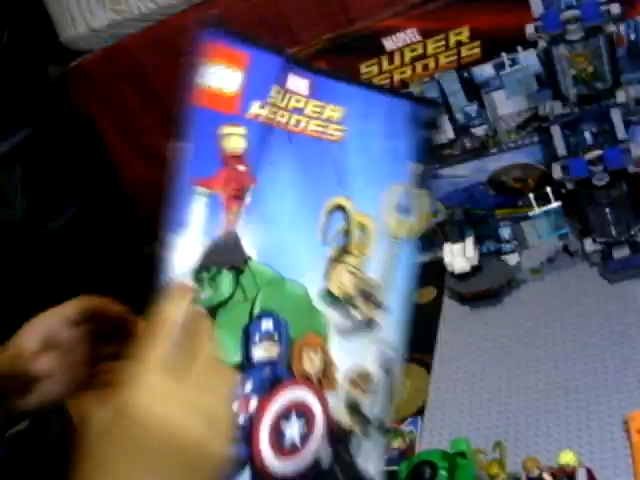 LEGO
MARVEL
SUPER
HEROES
MARVEL
SUPER
HEROES